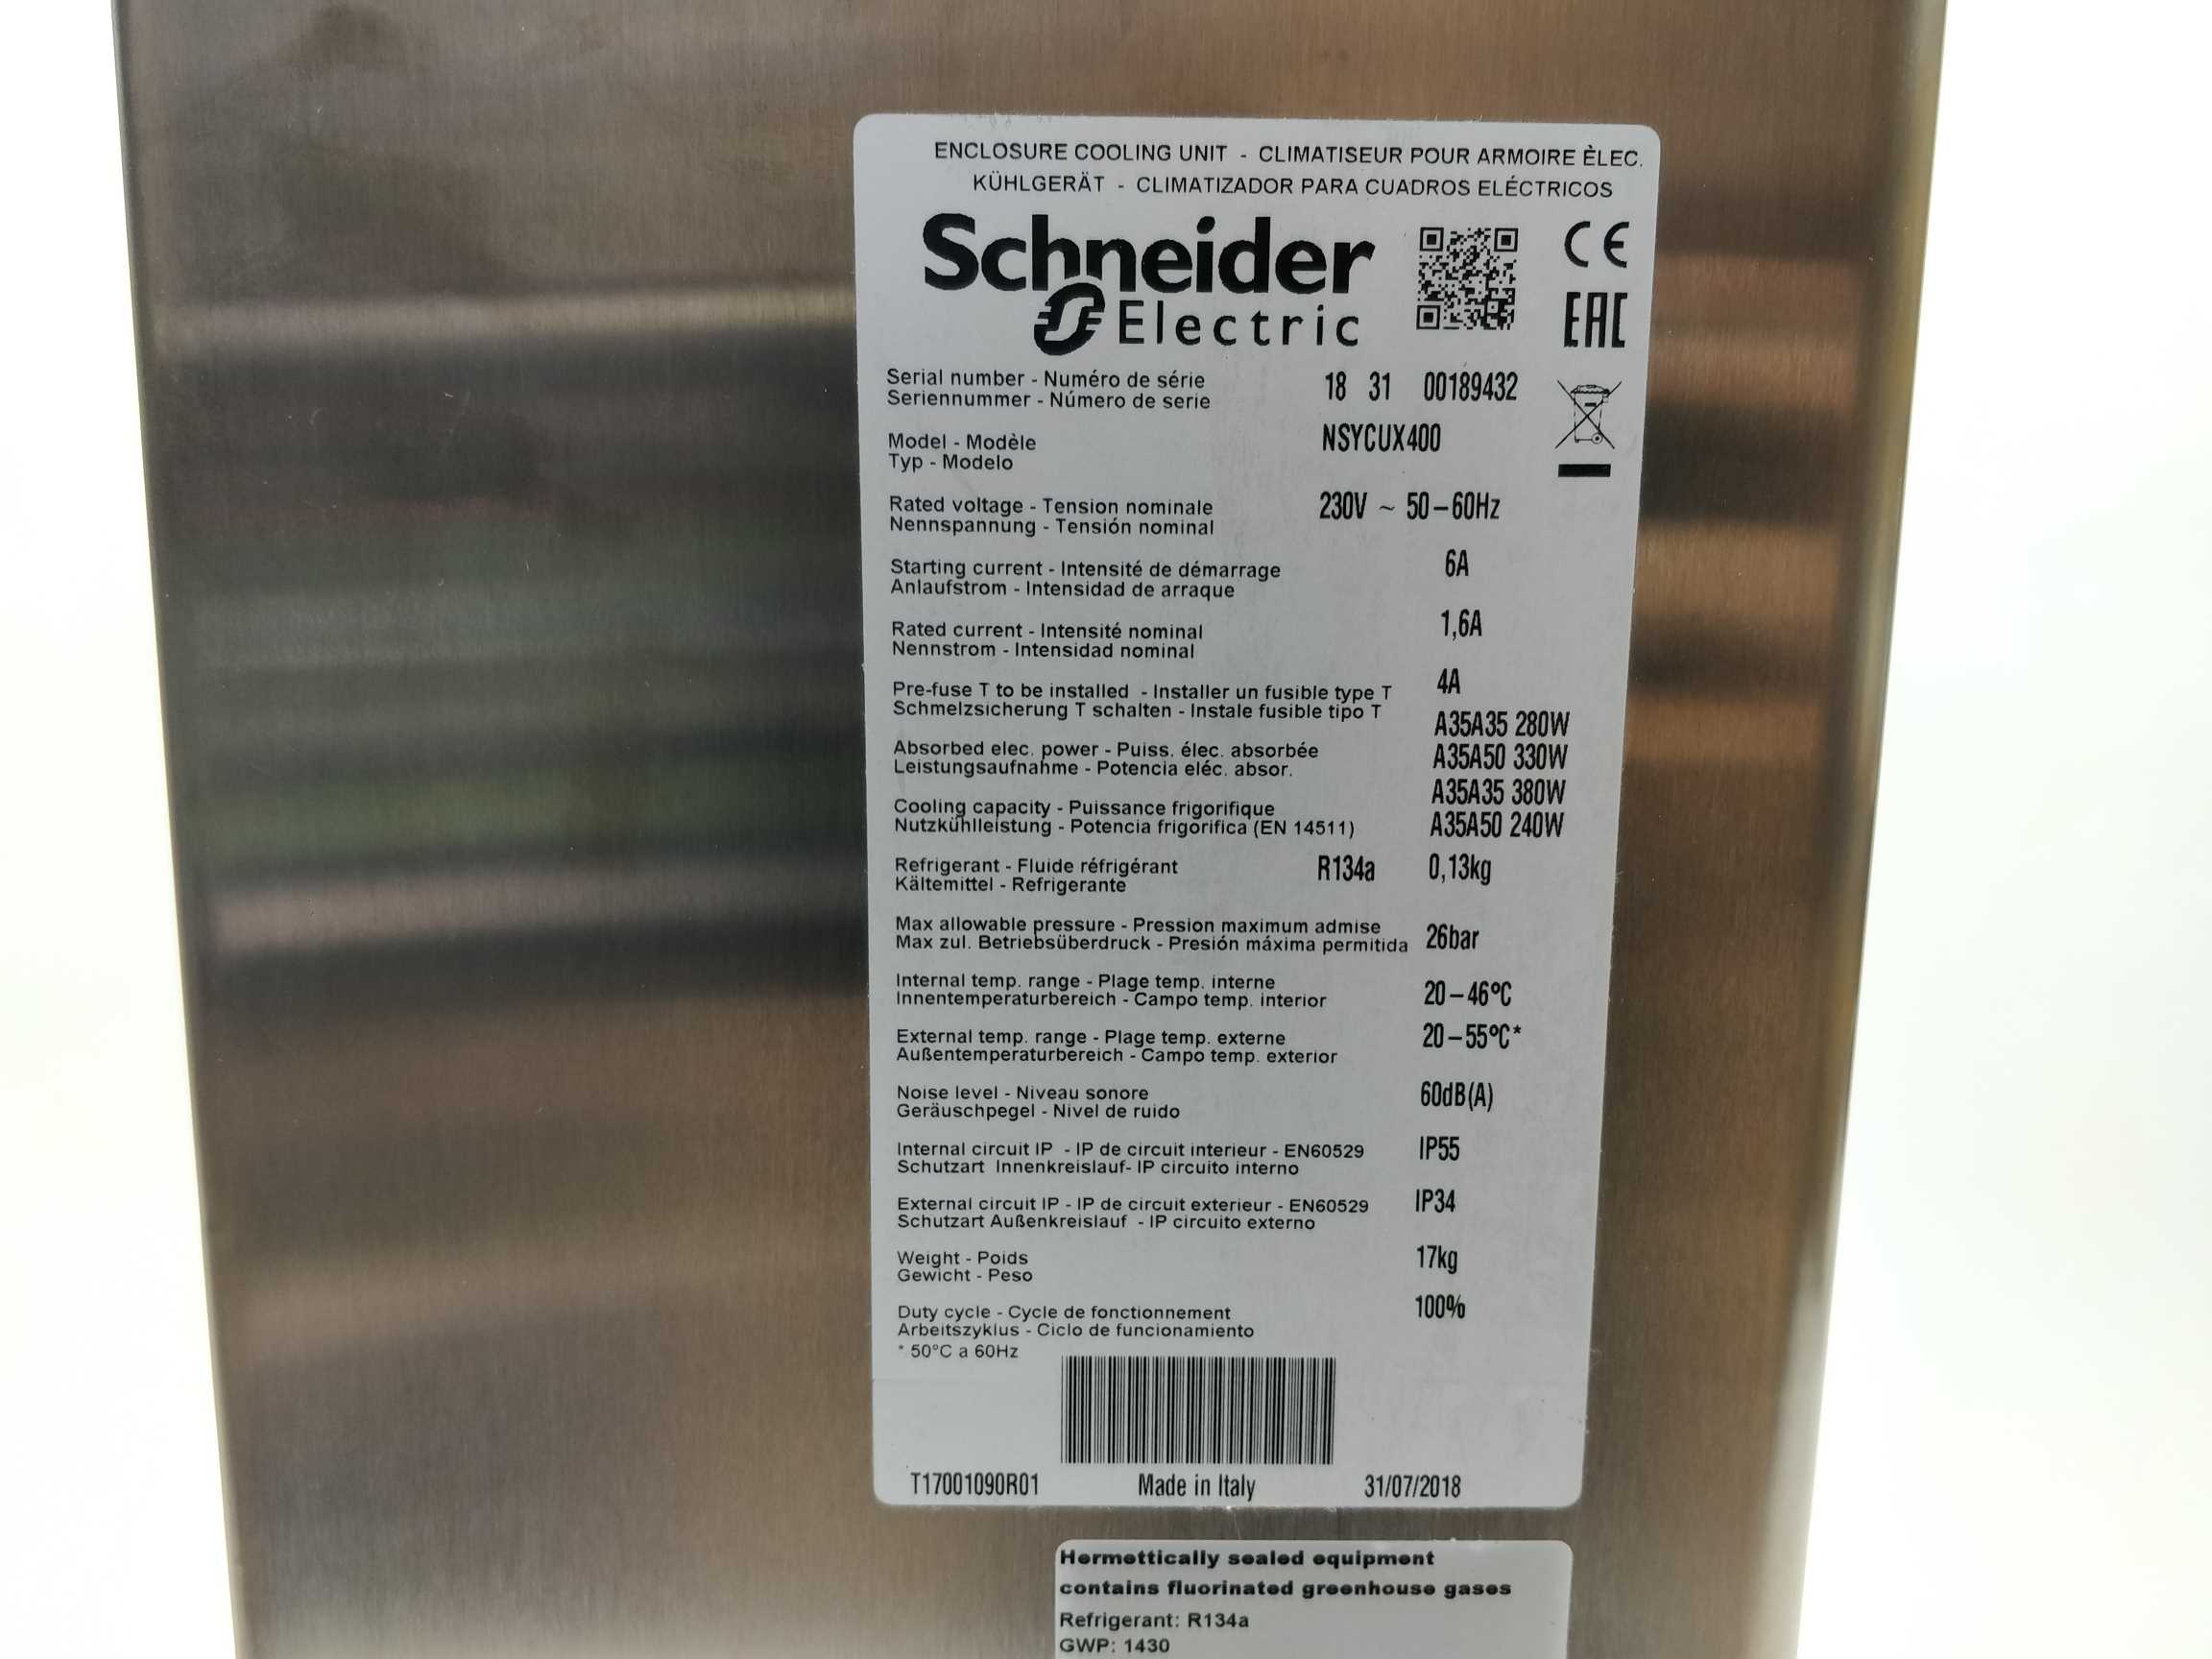 ENCLOSURE COOLING UNIT - CLIMATISEUR POUR ARMOIRE ÈLEC.
KÜHLGERÄT - CLIMATIZADOR PARA CUADROS ELÉCTRICOS
Schneider
Electric
CE
EAC
Serial number - Numéro de série
Seriennummer - Número de serie
18 31 00189432
Model - Modèle
Typ - Modelo
NSYCUX400
Rated voltage - Tension nominale
Nennspannung - Tensión nominal
230V ~ 50-60Hz
Starting current - Intensité de démarrage
Anlaufstrom - Intensidad de arraque
6A
Rated current - Intensité nominal
Nennstrom - Intensidad nominal
1,6A
Pre-fuse T to be installed - Installer un fusible type T
Schmelzsicherung T schalten - Instale fusible tipo T
4A
Absorbed elec. power - Puiss. élec. absorbée
Leistungsaufnahme - Potencia eléc. absor.
A35A35 280W
A35A50 330W
Cooling capacity - Puissance frigorifique
Nutzkühlleistung - Potencia frigorifica (EN 14511)
A35A35 380W
A35A50 240W
Refrigerant - Fluide réfrigérant
Kältemittel - Refrigerante
R134a 0,13kg
Max allowable pressure - Pression maximum admise
Max zul. Betriebsüberdruck - Presión máxima permitida
26bar
Internal temp. range - Plage temp. interne
Innentemperaturbereich - Campo temp. interior
20-46°C
External temp. range - Plage temp. externe
Außentemperaturbereich - Campo temp. exterior
20-55°C*
Noise level - Niveau sonore
Geräuschpegel - Nivel de ruido
60dB(A)
Internal circuit IP - IP de circuit interieur - EN60529
Schutzart Innenkreislauf- IP circuito interno
IP55
External circuit IP - IP de circuit exterieur - EN60529
Schutzart Außenkreislauf - IP circuito externo
IP34
Weight - Poids
Gewicht - Peso
17kg
Duty cycle - Cycle de fonctionnement
Arbeitszyklus - Ciclo de funcionamiento
100%
* 50°C a 60Hz
T17001090R01 Made in Italy 31/07/2018
Hermettically sealed equipment
contains fluorinated greenhouse gases
Refrigerant: R134a
GWP: 1430